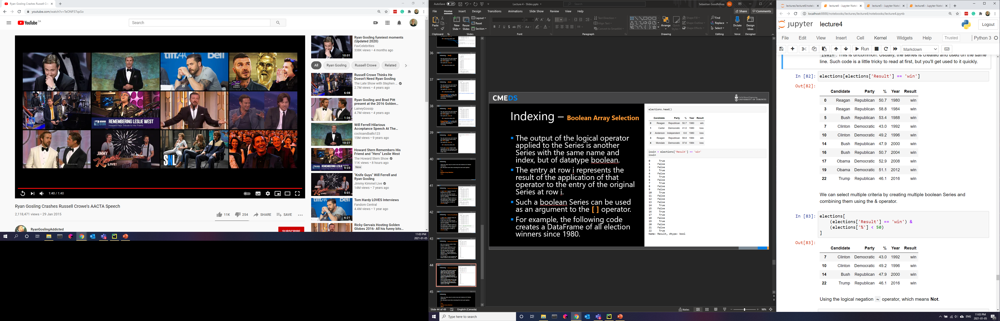 Ryan Gosling Crashes Russell Cro
youtube.com/watch?v=TeONP37qsSo
YouTube CA
Search
Ryan Gosling funniest moments (Updated 2020)
FavCelebrities
338K views • 4 months ago
10:01
All
Ryan Gosling
Russell Crowe
Related
Russell Crowe Thinks He Doesn't Need Ryan Gosling
The Late Show with Stephen ...
2.7M views • 4 years ago
6:08
Ryan Gosling and Brad Pitt present at the 2016 Golden...
LaineyGossip
4.7M views • 4 years ago
1:36
Will Ferrell Hilarious Acceptance Speech At The...
cocksandballs123
15M views • 9 years ago
10:27
Howard Stern Remembers His Friend and "Hero" Leslie West
The Howard Stern Show
11K views • 8 hours ago
New
5:23
"Knife Guys" Will Ferrell and Ryan Gosling
Jimmy Kimmel Live
14M views • 7 years ago
5:01
Tom Hardy LOVES Interviews
Fandom Central
4.4M views • 1 year ago
6:21
Ricky Gervais Hosting Golden Globes 2016- All his funny bits...
REMEMBERING LESLIE WEST
Howard Pays Tribute to His Friend
JIMMY KIMMEL LIVE!
SNL
1:40 / 1:40
Ryan Gosling Crashes Russell Crowe's AACTA Speech
2,118,471 views • 29 Jan 2015
11K
254
SHARE
SAVE
RyanGoslingAddicted
SUBSCRIBE
11:03 PM
2021-01-05
AutoSave Off
Lecture 4 - Slides.pptx
Search
Sebastian Goodfellow SG
File Home Insert Design Transitions Animations Slide Show Review View Help
Share
Comments
Paste
New Slide
Reuse Slides
Layout
Reset
Section
Text Direction
Align Text
Convert to SmartArt
Arrange
Quick Styles
Shape Fill
Shape Outline
Shape Effects
Find
Replace
Select
Dictate
Design Ideas
Clipboard
Slides
Font
Paragraph
Drawing
Editing
Voice
Designer
36
37
38
39
40
41
42
43
44
45
CMEDS
Civil & Mineral Engineering
UNIVERSITY OF TORONTO
Indexing – Boolean Array Selection
The output of the logical operator
applied to the Series is another
Series with the same name and
index, but of datatype boolean.
The entry at row i represents the
result of the application of that
operator to the entry of the original
Series at row i.
Such a boolean Series can be used
as an argument to the [ ] operator.
For example, the following code
creates a DataFrame of all election
winners since 1980.
elections.head()
Candidate Party % Year Result
0 Reagan Republican 50.7 1980 win
1 Carter Democratic 41.0 1980 loss
2 Anderson Independent 6.6 1980 loss
3 Reagan Republican 58.8 1984 win
4 Mondale Democratic 37.6 1984 loss
iswin = elections['Result'] == 'win'
iswin
0 True
1 False
2 False
3 True
4 False
5 True
6 False
7 True
8 False
9 False
10 True
11 False
12 False
13 False
14 True
15 False
16 True
17 True
18 False
19 True
20 False
21 False
22 True
Name: Result, dtype: bool
Slide 44 of 49
English (Canada)
Notes
98%
Type here to search
lectures/lecture6/noteb
lecture4 - Jupyter Noteb
lecture5 - Jupyter Noteb
lecture6 - Jupyter Noteb
localhost:8888/notebooks/lectures/lecture4/notebooks/lecture4.ipynb
jupyter lecture4
Logout
File Edit View Insert Cell Kernel Widgets Help
Trusted
Python 3
Run
Markdown
iswin . This is uncommon. Usually, the series is created and used on the same
line. Such code is a little tricky to read at first, but you'll get used to it quickly.
In [82]: elections[elections['Result'] == 'win']
Out[82]:
Candidate Party % Year Result
0 Reagan Republican 50.7 1980 win
3 Reagan Republican 58.8 1984 win
5 Bush Republican 53.4 1988 win
7 Clinton Democratic 43.0 1992 win
10 Clinton Democratic 49.2 1996 win
14 Bush Republican 47.9 2000 win
16 Bush Republican 50.7 2004 win
17 Obama Democratic 52.9 2008 win
19 Obama Democratic 51.1 2012 win
22 Trump Republican 46.1 2016 win
We can select multiple criteria by creating multiple boolean Series and
combining them using the & operator.
In [83]: elections[
(elections['Result'] == 'win') &
(elections['%'] < 50)
]
Out[83]:
Candidate Party % Year Result
7 Clinton Democratic 43.0 1992 win
10 Clinton Democratic 49.2 1996 win
14 Bush Republican 47.9 2000 win
22 Trump Republican 46.1 2016 win
Using the logical negation ~ operator, which means Not.
ENG
11:03 PM
2021-01-05